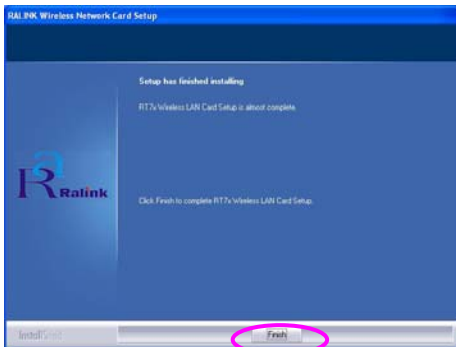 RALINK Wireless Network Card Setup
Setup has finished installing
RT7x Wireless LAN Card Setup is almost complete.
Ralink
Click Finish to complete RT7x Wireless LAN Card Setup.
InstallShield
Finish